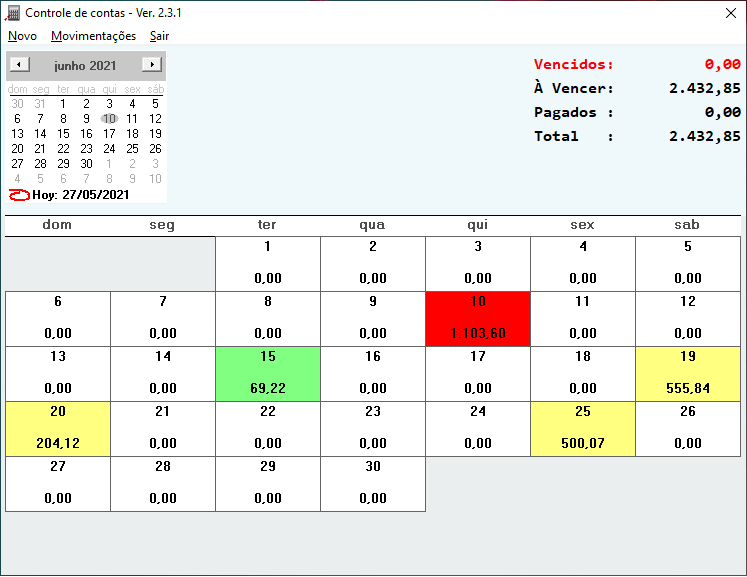 Controle de contas - Ver. 2.3.1
Novo Movimentações Sair
junho 2021
dom seg ter qua qui sex sáb
30 31 1 2 3 4 5
6 7 8 9 10 11 12
13 14 15 16 17 18 19
20 21 22 23 24 25 26
27 28 29 30 1 2 3
4 5 6 7 8 9 10
Hoy: 27/05/2021
Vencidos: 0,00
À Vencer: 2.432,85
Pagados : 0,00
Total : 2.432,85
dom seg ter qua qui sex sab
1 2 3 4 5
0,00 0,00 0,00 0,00 0,00
6 7 8 9 10 11 12
0,00 0,00 0,00 0,00 1.103,60 0,00 0,00
13 14 15 16 17 18 19
0,00 0,00 69,22 0,00 0,00 0,00 555,84
20 21 22 23 24 25 26
204,12 0,00 0,00 0,00 0,00 500,07 0,00
27 28 29 30
0,00 0,00 0,00 0,00